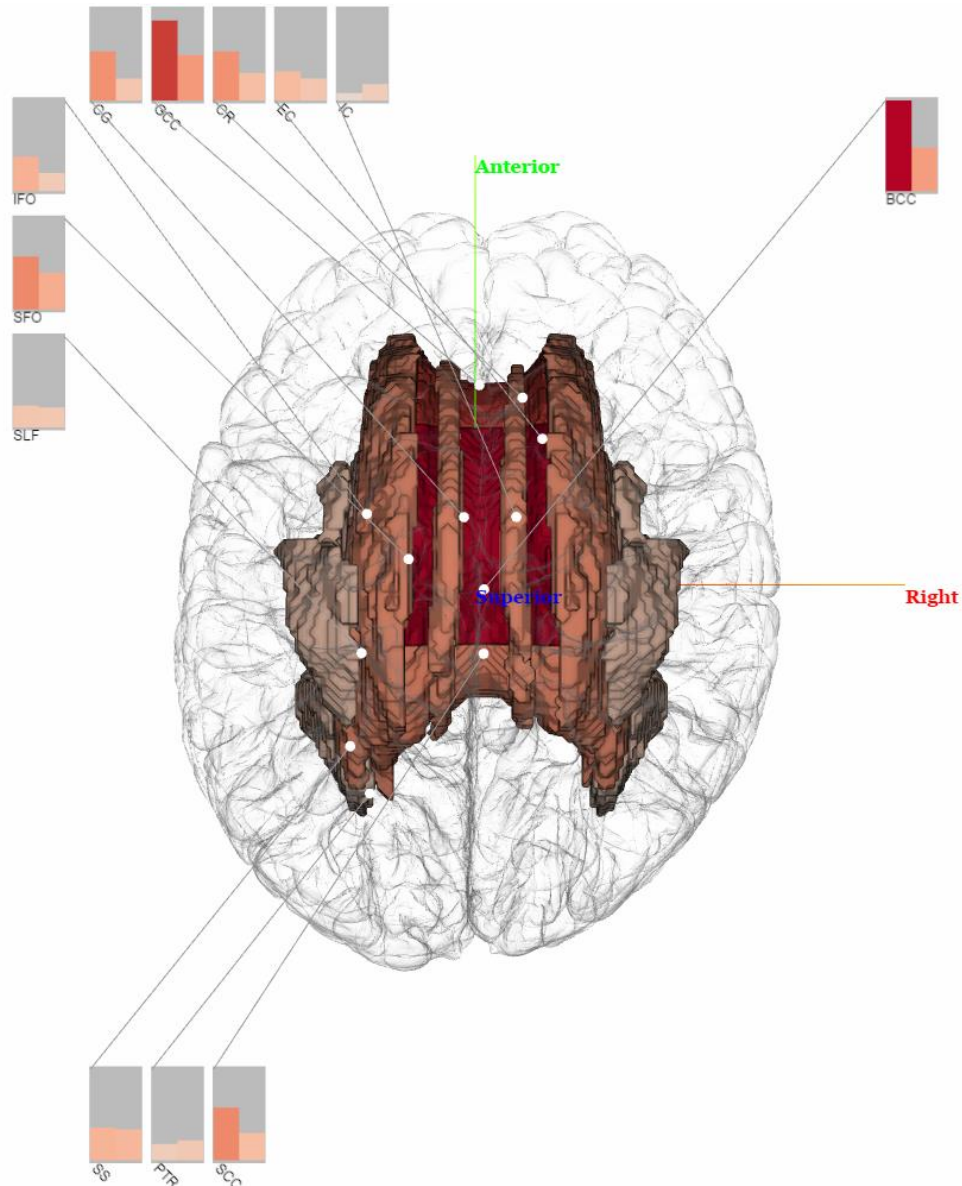 CG
GCC
CR
EC
IC
IFO
BCC
Anterior
SFO
SLF
Superior
Right
SS
PTR
SCC